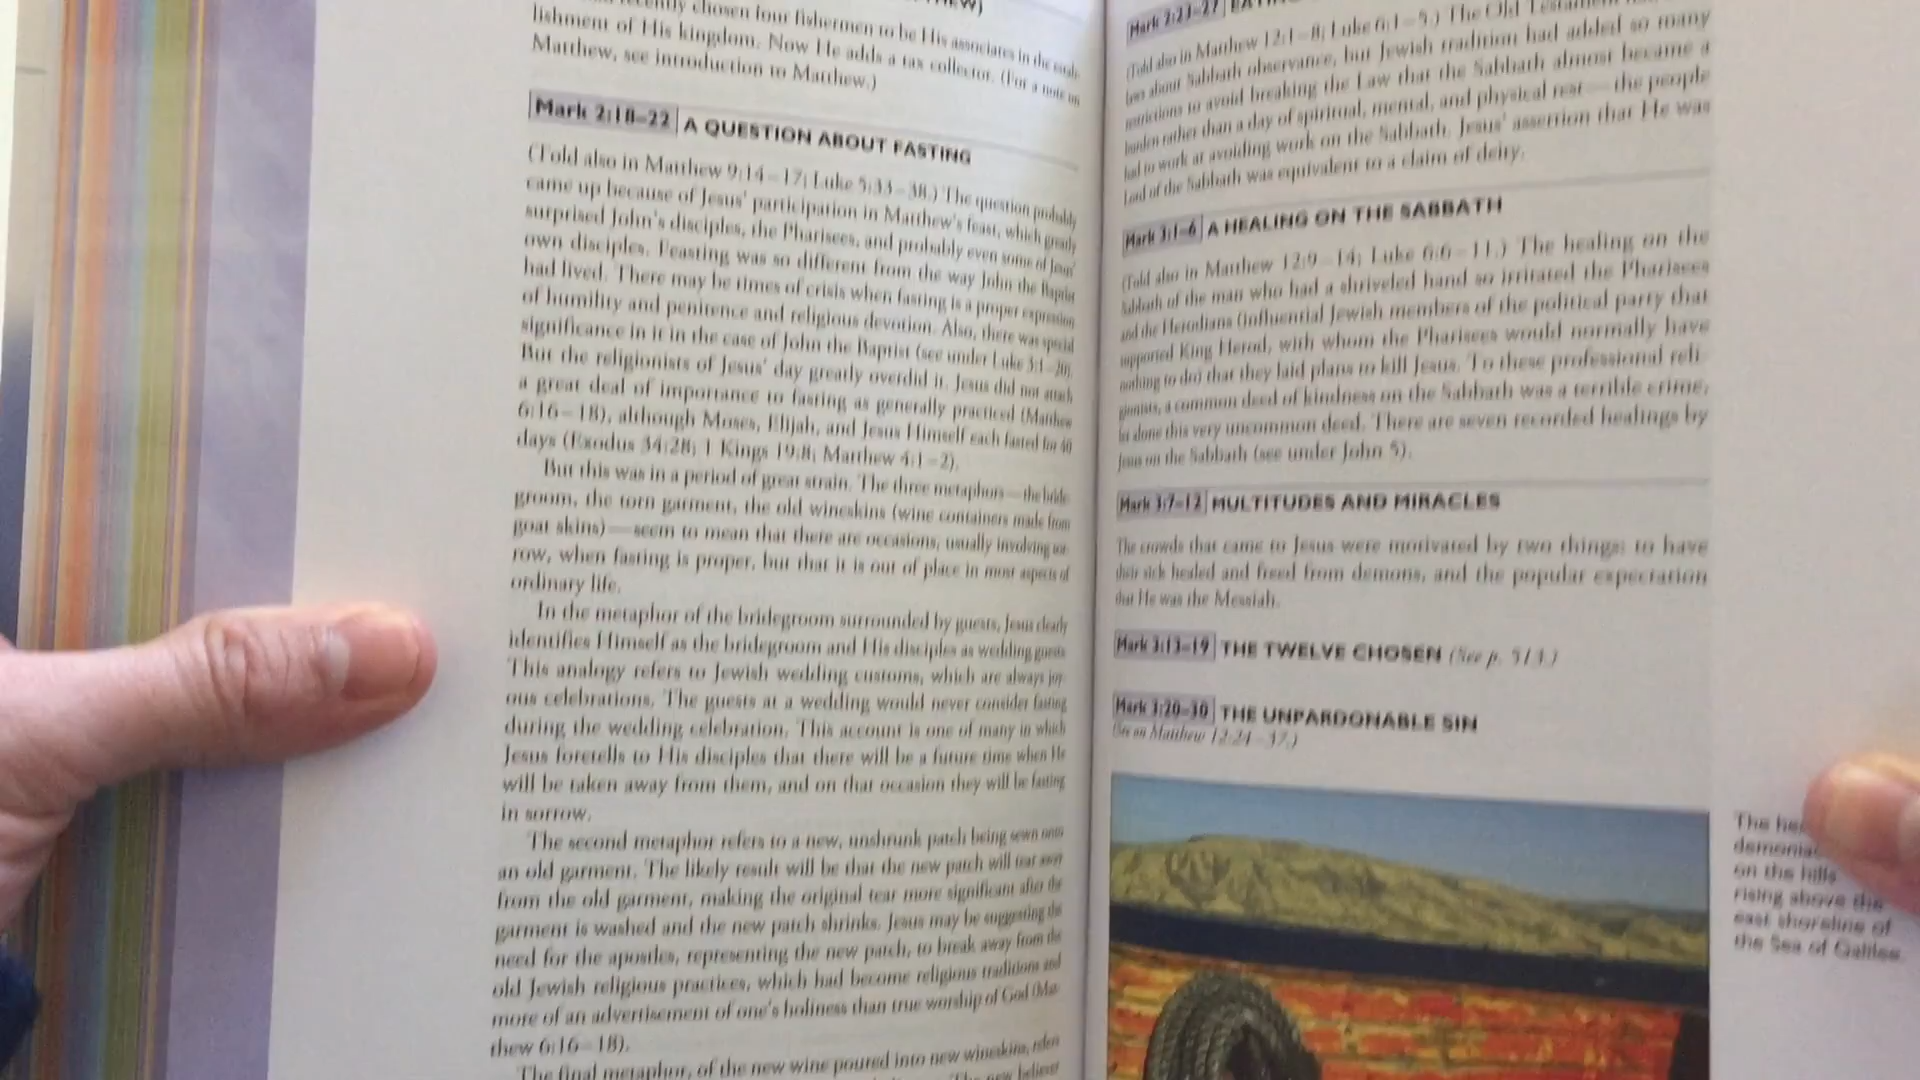 recently chosen four fishermen to be His associates in the estab-
lishment of His kingdom. Now He adds a tax collector. (For a note on
Matthew, see introduction to Matthew.)
Mark 2:18–22 A QUESTION ABOUT FASTING
(Told also in Matthew 9:14–17; Luke 5:33–38.) The question probably
came up because of Jesus' participation in Matthew's feast, which greatly
surprised John's disciples, the Pharisees, and probably even some of Jesus'
own disciples. Feasting was so different from the way John the Baptist
had lived. There may be times of crisis when fasting is a proper expression
of humility and penitence and religious devotion. Also, there was special
significance in it in the case of John the Baptist (see under Luke 3:1–20).
But the religionists of Jesus' day greatly overdid it. Jesus did not attach
a great deal of importance to fasting as generally practiced (Matthew
6:16–18), although Moses, Elijah, and Jesus Himself each fasted for 40
days (Exodus 34:28; 1 Kings 19:8; Matthew 4:1–2).
But this was in a period of great strain. The three metaphors—the bride-
groom, the torn garment, the old wineskins (wine containers made from
goat skins)—seem to mean that there are occasions, usually involving sor-
row, when fasting is proper, but that it is out of place in most aspects of
ordinary life.
In the metaphor of the bridegroom surrounded by guests, Jesus clearly
identifies Himself as the bridegroom and His disciples as wedding guests.
This analogy refers to Jewish wedding customs, which are always joy-
ous celebrations. The guests at a wedding would never consider fasting
during the wedding celebration. This account is one of many in which
Jesus foretells to His disciples that there will be a future time when He
will be taken away from them, and on that occasion they will be fasting
in sorrow.
The second metaphor refers to a new, unshrunk patch being sewn onto
an old garment. The likely result will be that the new patch will tear away
from the old garment, making the original tear more significant after the
garment is washed and the new patch shrinks. Jesus may be suggesting the
need for the apostles, representing the new patch, to break away from the
old Jewish religious practices, which had become religious traditions and
more of an advertisement of one's holiness than true worship of God (Mat-
thew 6:16–18).
The final metaphor, of the new wine poured into new wineskins, refers
The new believer
Mark 2:23–27
(Told also in Matthew 12:1–8; Luke 6:1–5.) The Old Testament
laws about Sabbath observance, but Jewish tradition had added so many
restrictions to avoid breaking the Law that the Sabbath almost became a
burden rather than a day of spiritual, mental, and physical rest—the people
had to work at avoiding work on the Sabbath. Jesus' assertion that He was
Lord of the Sabbath was equivalent to a claim of deity.
Mark 3:1–6 A HEALING ON THE SABBATH
(Told also in Matthew 12:9–14; Luke 6:6–11.) The healing on the
Sabbath of the man who had a shriveled hand so irritated the Pharisees
and the Herodians (influential Jewish members of the political party that
supported King Herod, with whom the Pharisees would normally have
nothing to do) that they laid plans to kill Jesus. To these professional reli-
gionists, a common deed of kindness on the Sabbath was a terrible crime,
let alone this very uncommon deed. There are seven recorded healings by
Jesus on the Sabbath (see under John 5).
Mark 3:7–12 MULTITUDES AND MIRACLES
The crowds that came to Jesus were motivated by two things: to have
their sick healed and freed from demons, and the popular expectation
that He was the Messiah.
Mark 3:13–19 THE TWELVE CHOSEN (See p. 513.)
Mark 3:20–30 THE UNPARDONABLE SIN
(See on Matthew 12:24–37.)
The
on the hills
rising above the
east shoreline of
the Sea of Galilee.